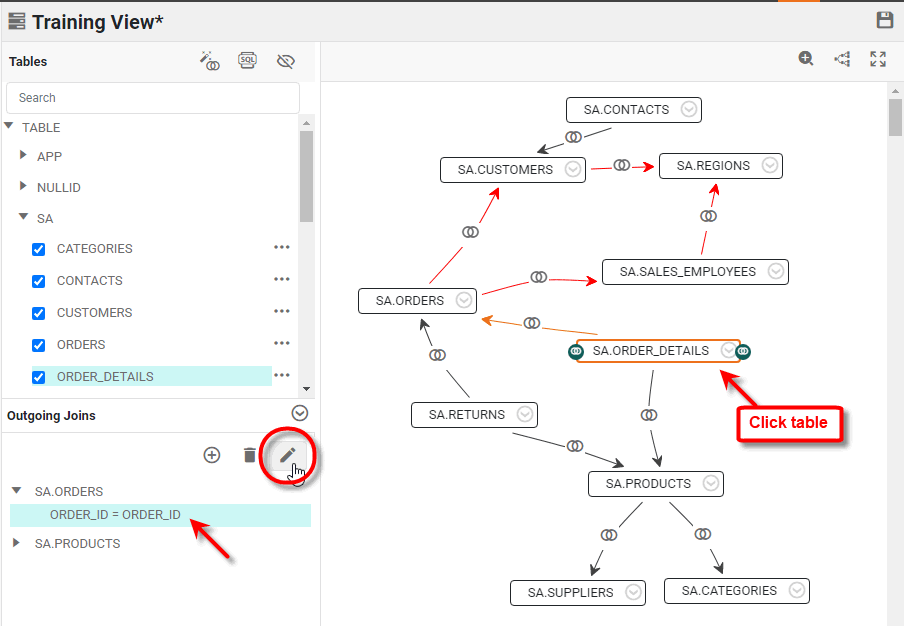 Training View*
Tables
SQL
Search
TABLE
APP
NULLID
SA
CATEGORIES
CONTACTS
CUSTOMERS
ORDERS
ORDER_DETAILS
Outgoing Joins
SA.ORDERS
ORDER_ID = ORDER_ID
SA.PRODUCTS
SA.CONTACTS
SA.CUSTOMERS
SA.REGIONS
SA.SALES_EMPLOYEES
SA.ORDERS
SA.ORDER_DETAILS
Click table
SA.RETURNS
SA.PRODUCTS
SA.SUPPLIERS
SA.CATEGORIES